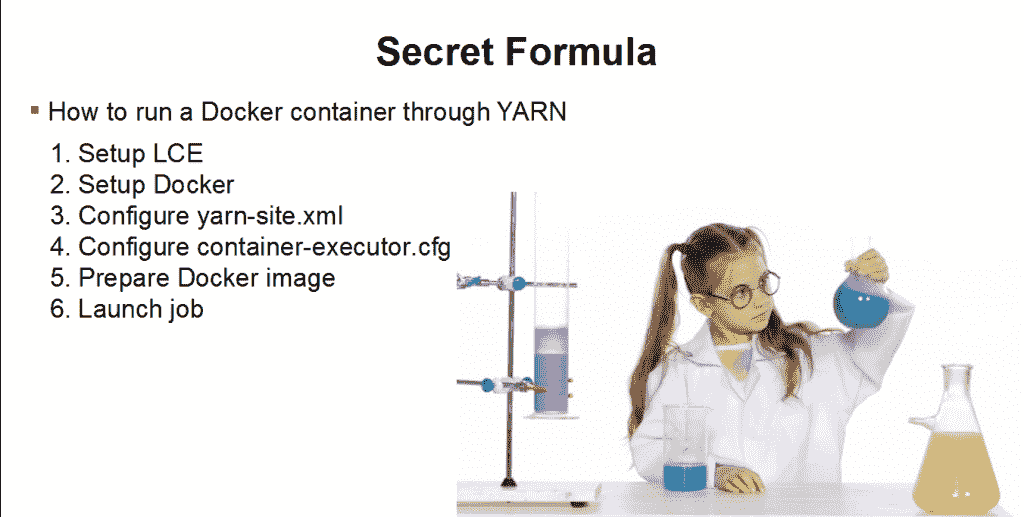 Secret Formula
How to run a Docker container through YARN
1. Setup LCE
2. Setup Docker
3. Configure yarn-site.xml
4. Configure container-executor.cfg
5. Prepare Docker image
6. Launch job